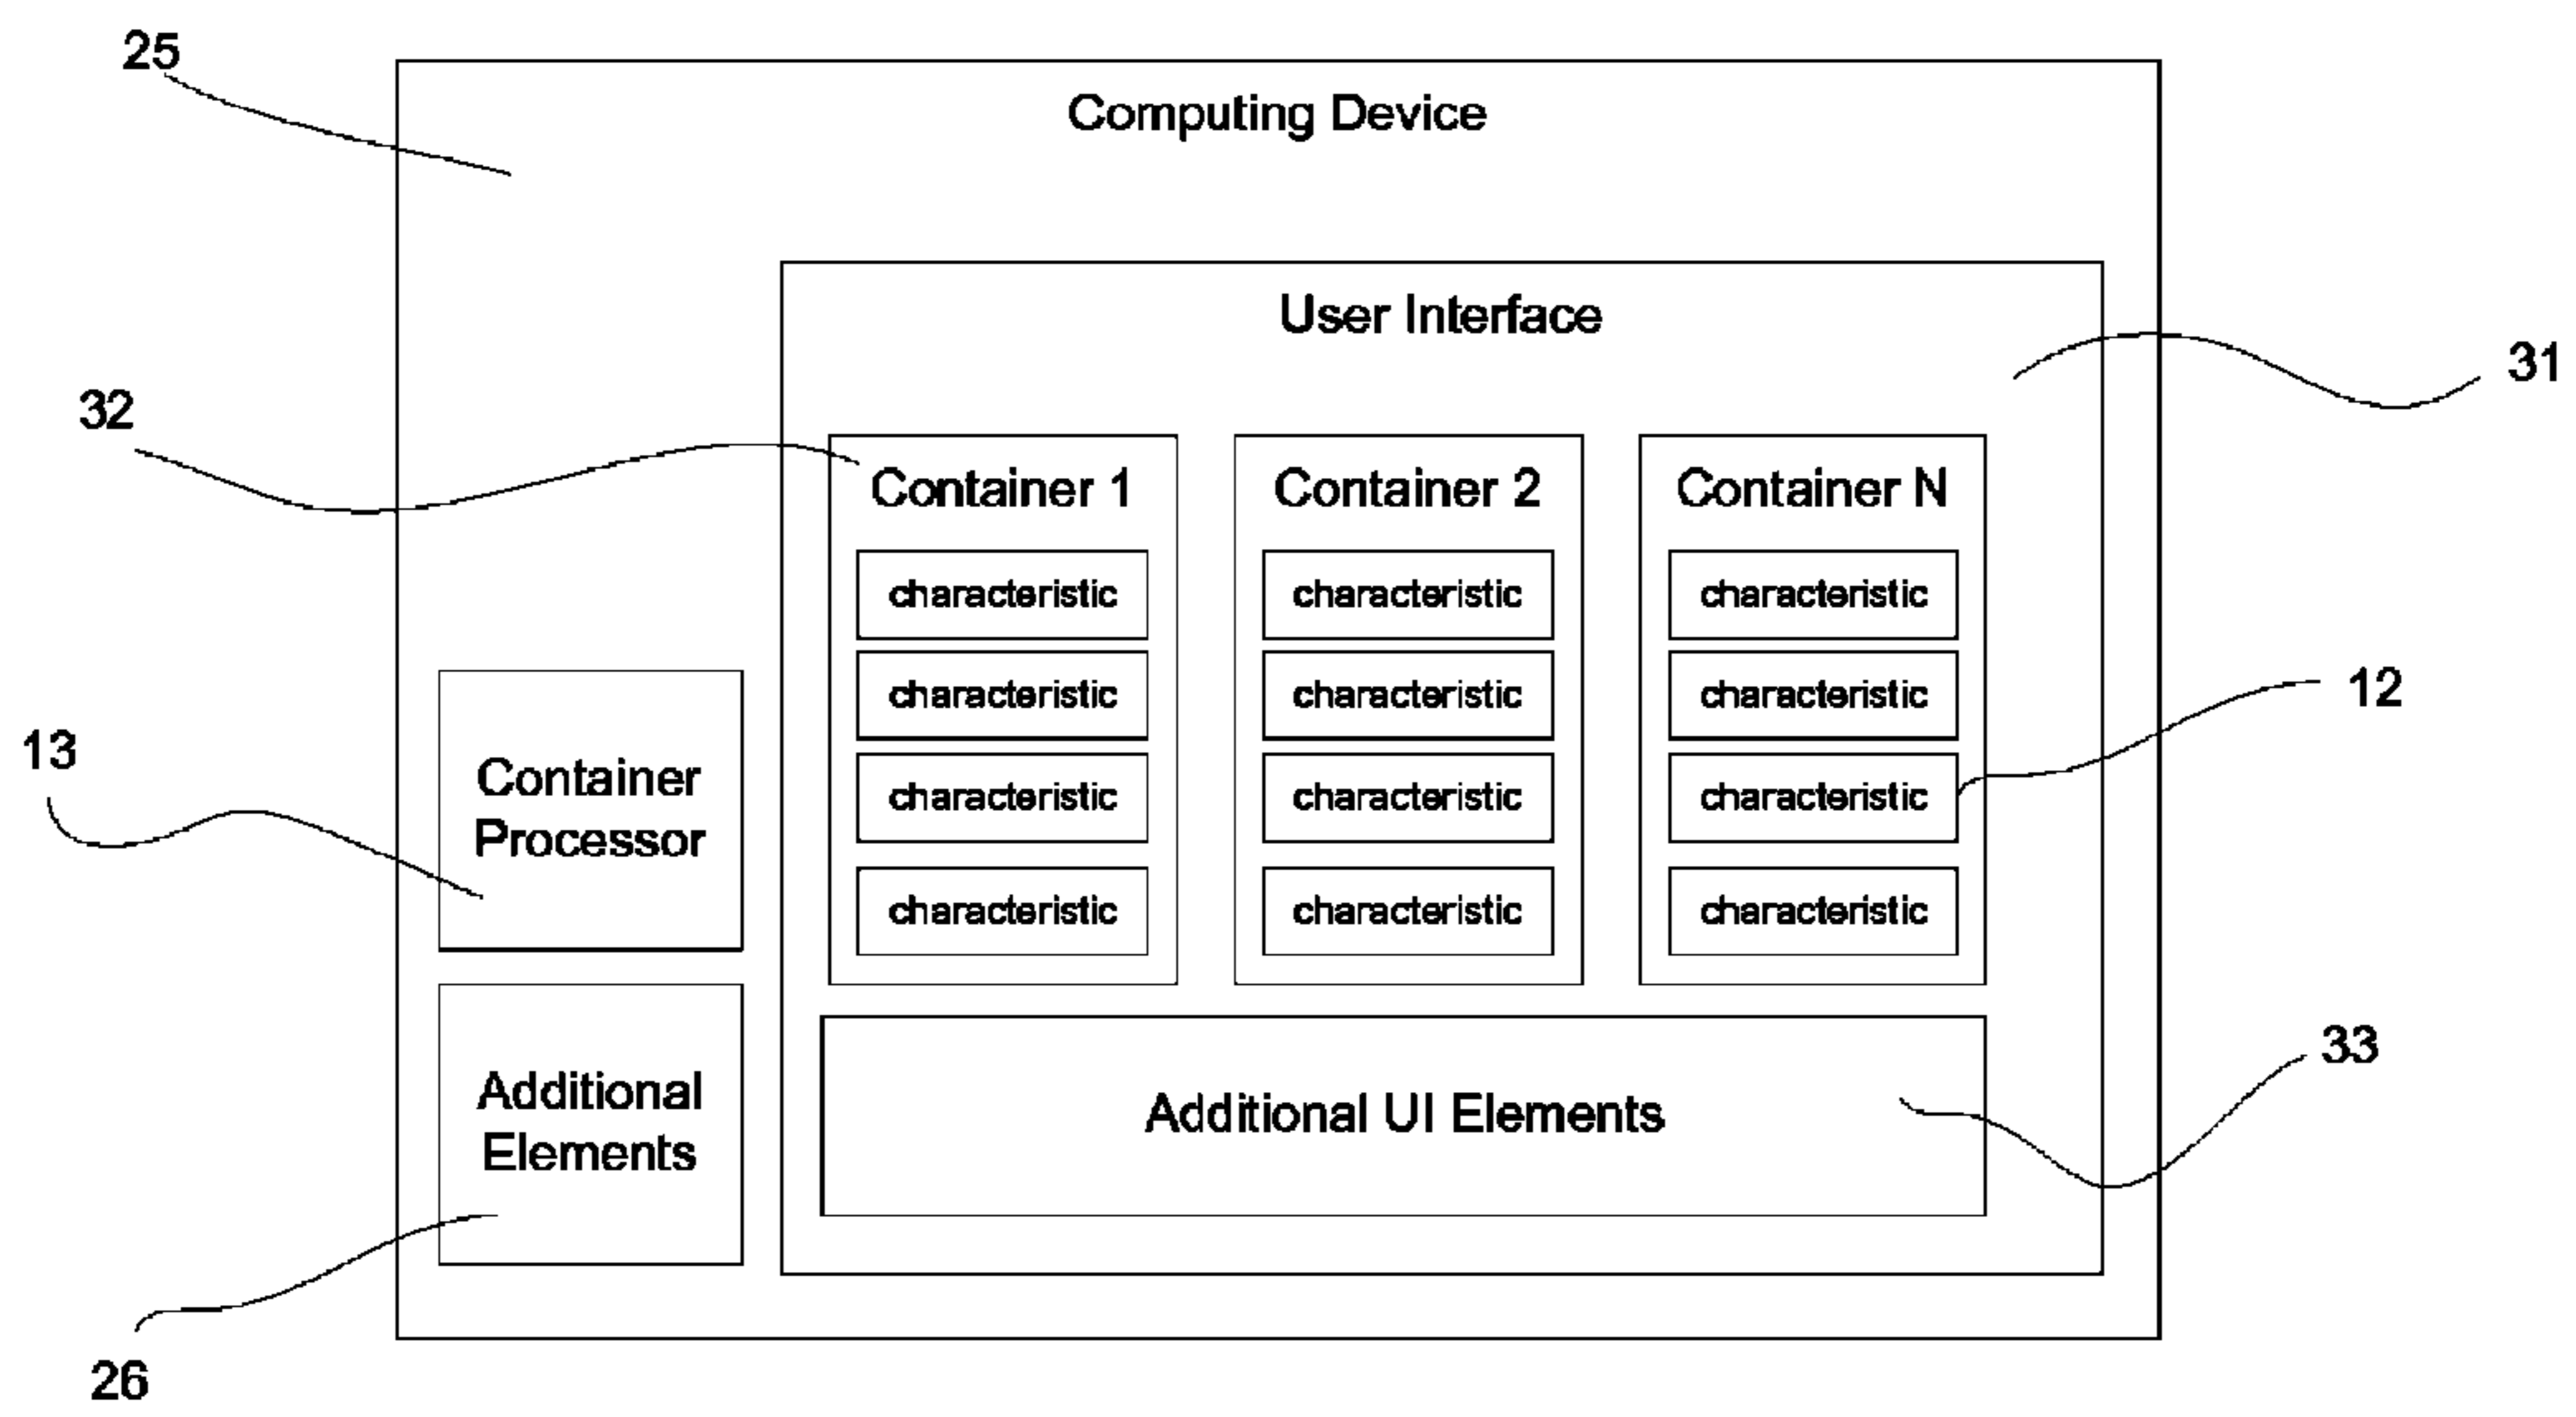 25
Computing Device
User Interface
31
32
Container 1
Container 2
Container N
characteristic
characteristic
characteristic
characteristic
characteristic
characteristic
12
13
Container
Processor
characteristic
characteristic
characteristic
characteristic
characteristic
characteristic
33
Additional
Elements
Additional UI Elements
26